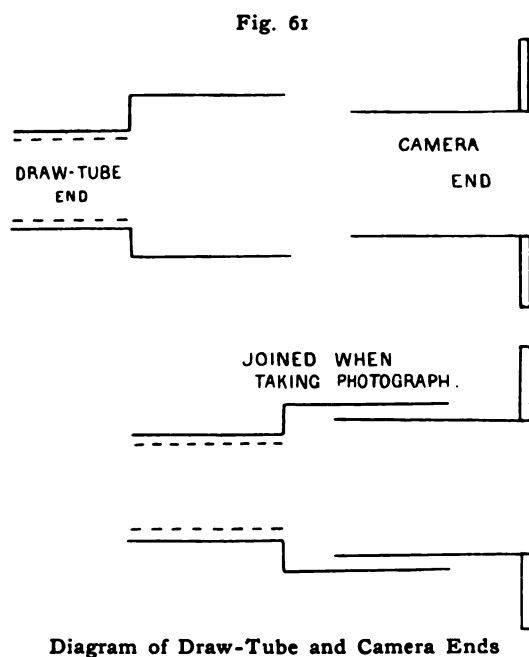 Fig. 61
CAMERA
END
DRAW-TUBE
END
JOINED WHEN
TAKING PHOTOGRAPH.
Diagram of Draw-Tube and Camera Ends